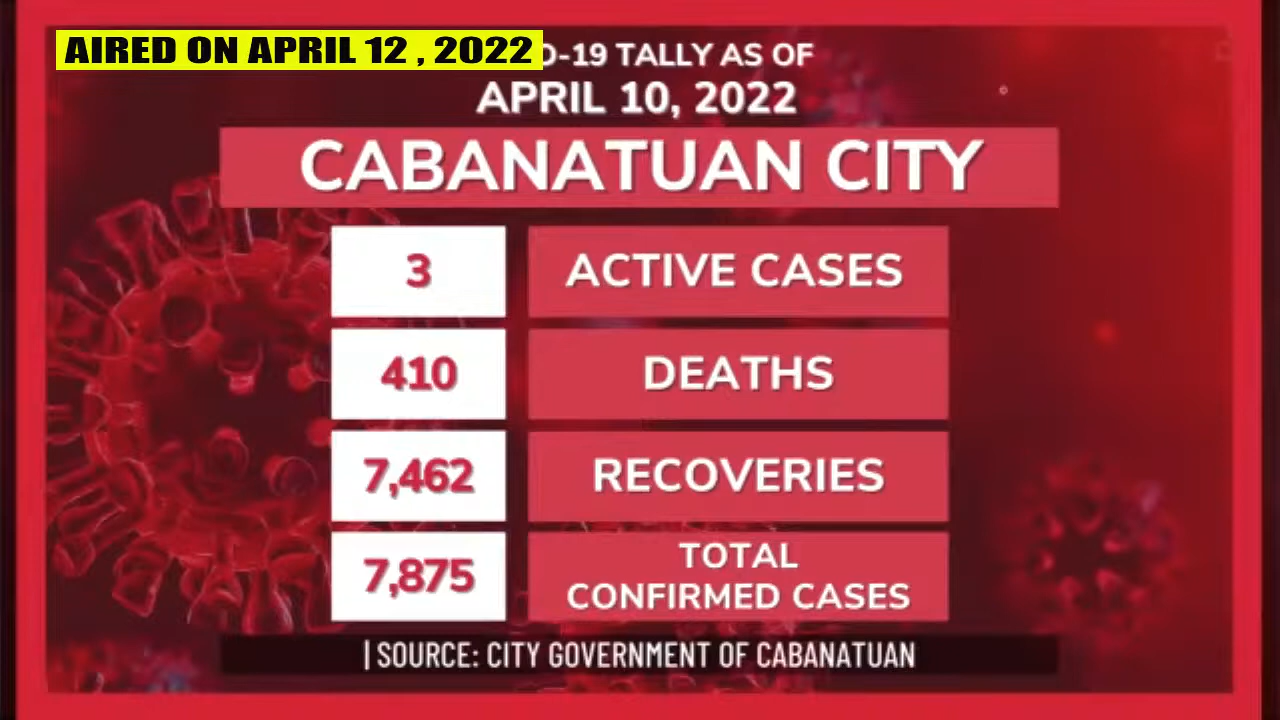 AIRED ON APRIL 12 , 2022
D-19 TALLY AS OF
APRIL 10, 2022
CABANATUAN CITY
3 ACTIVE CASES
410 DEATHS
7,462 RECOVERIES
7,875 TOTAL
CONFIRMED CASES
| SOURCE: CITY GOVERNMENT OF CABANATUAN